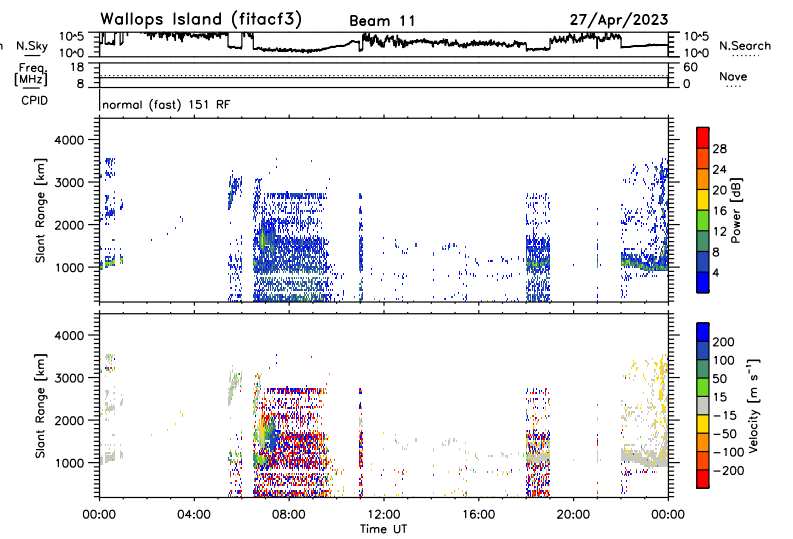 Wallops Island (fitacf3) Beam 11 27/Apr/2023
n N.Sky 10^5 10^0 10^5 10^0 N.Search
Freq. [MHz] 18 8 60 0 Nave
CPID normal (fast) 151 RF
Slant Range [km] 4000 3000 2000 1000
Power [dB] 28 24 20 16 12 8 4
Slant Range [km] 4000 3000 2000 1000
Velocity [m s⁻¹] 200 100 50 15 −15 −50 −100 −200
00:00 04:00 08:00 12:00 16:00 20:00 00:00
Time UT